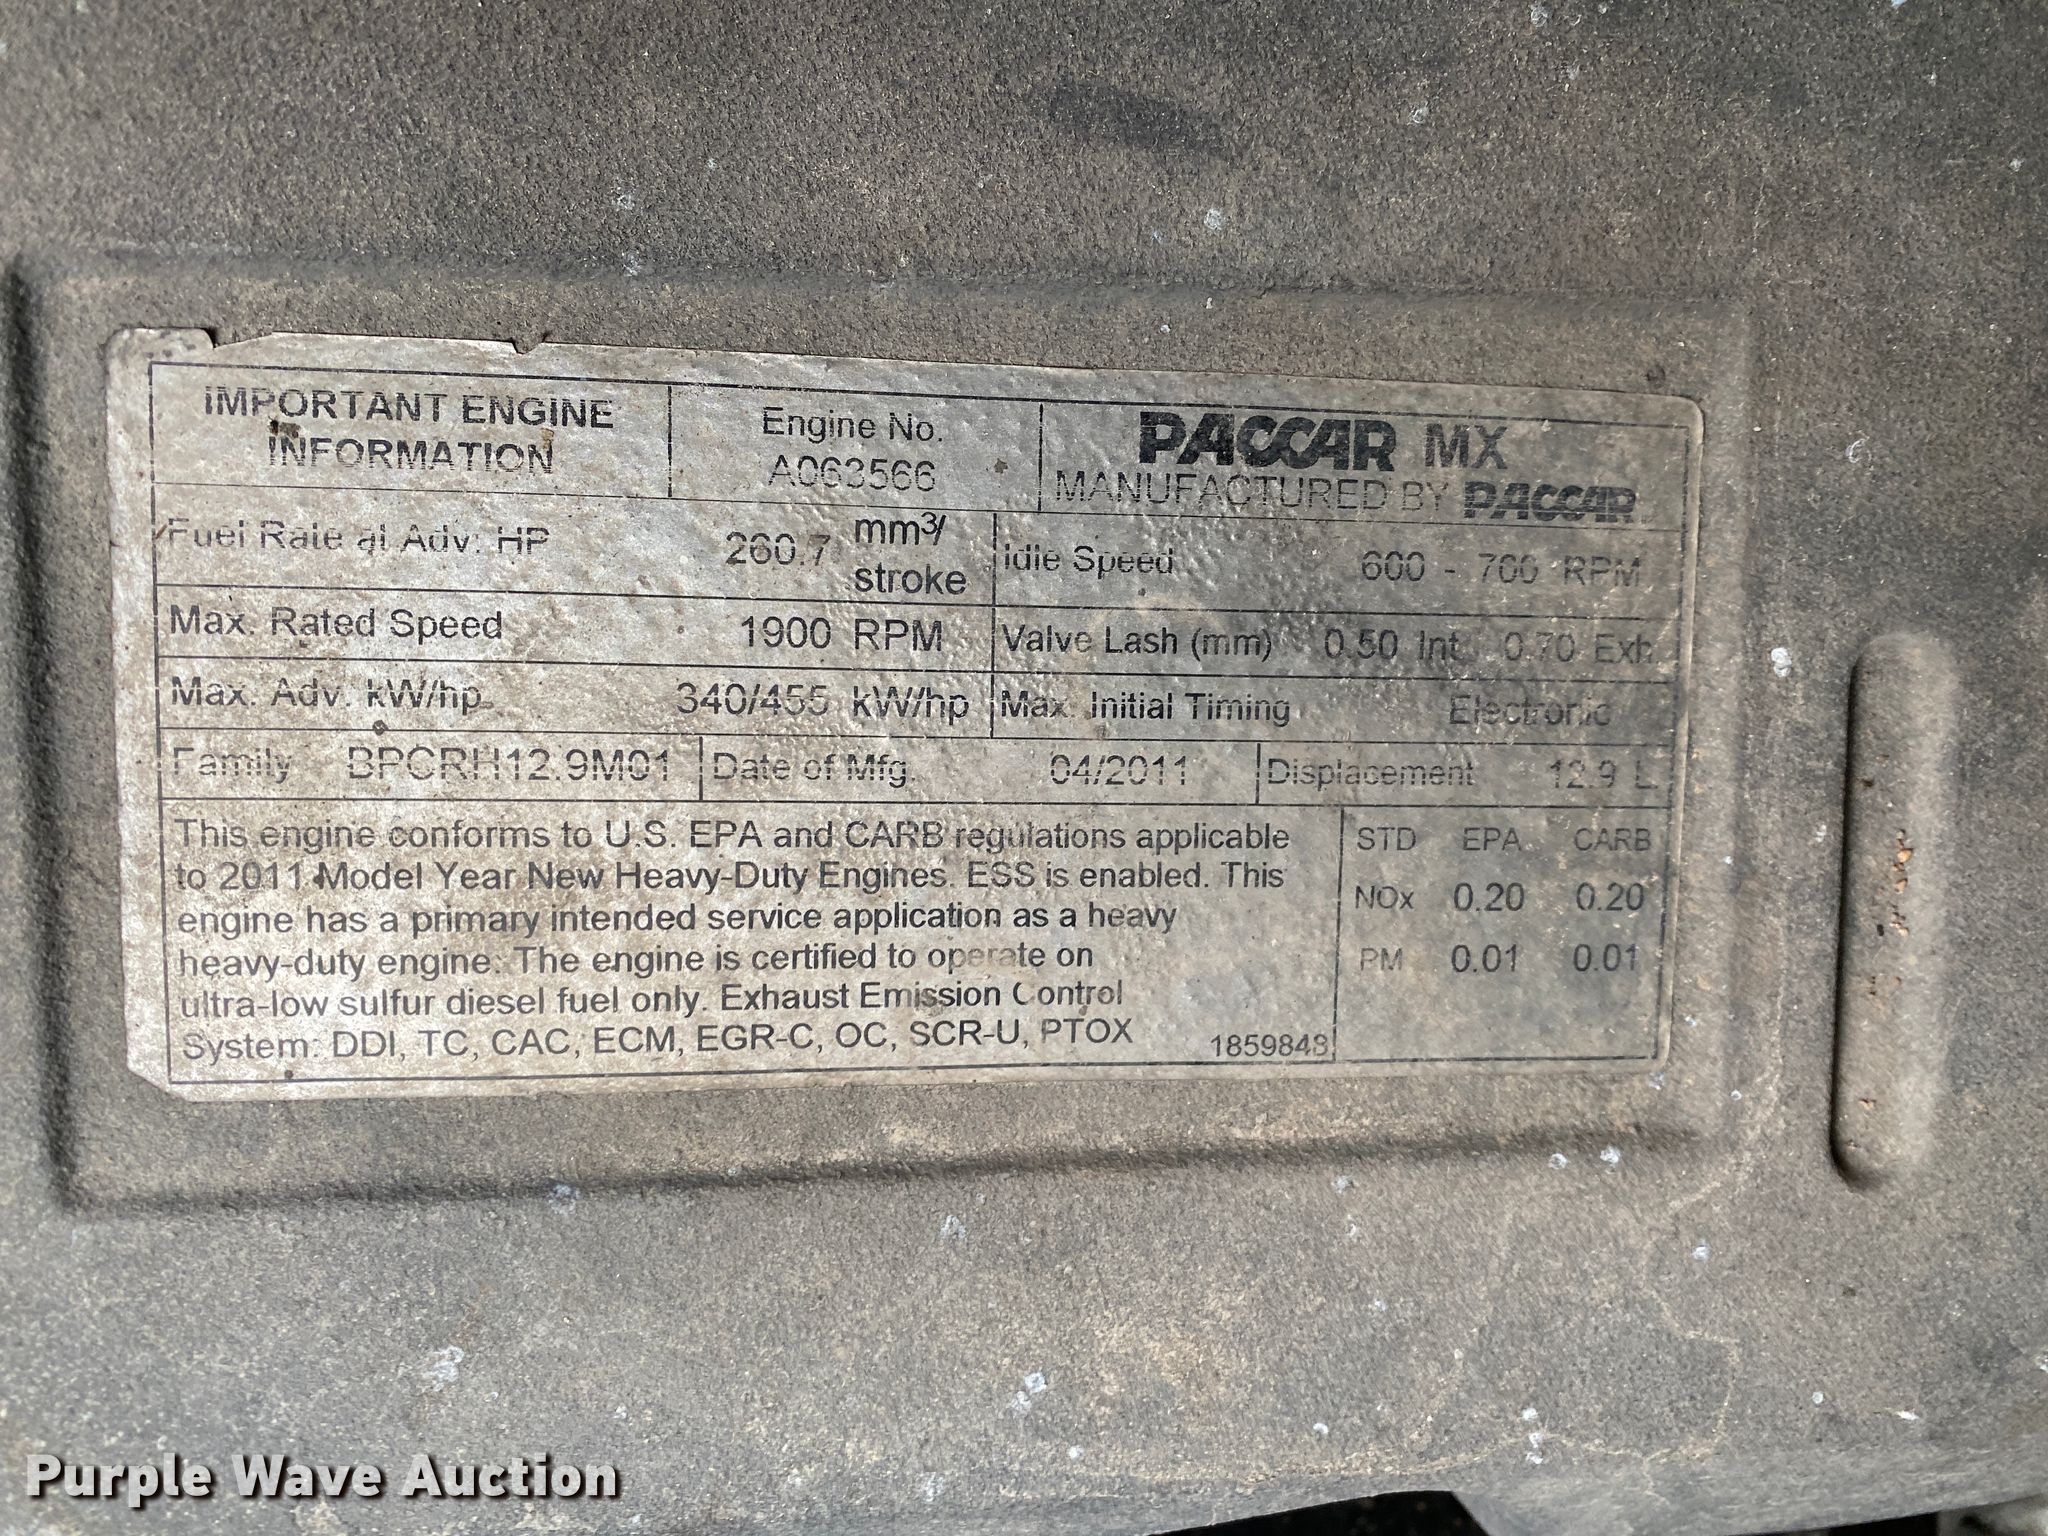 IMPORTANT ENGINE
INFORMATION
Engine No.
A063566
PACCAR MX
MANUFACTURED BY PACCAR
Fuel Rate at Adv. HP 260.7 mm³/
stroke
Idle Speed 600 - 700 RPM
Max. Rated Speed 1900 RPM
Valve Lash (mm) 0.50 Int. 0.70 Exh.
Max. Adv. kW/hp 340/455 kW/hp
Max. Initial Timing Electronic
Family BPCRH12.9M01
Date of Mfg. 04/2011
Displacement 12.9 L
This engine conforms to U.S. EPA and CARB regulations applicable
to 2011 Model Year New Heavy-Duty Engines. ESS is enabled. This
engine has a primary intended service application as a heavy
heavy-duty engine. The engine is certified to operate on
ultra-low sulfur diesel fuel only. Exhaust Emission Control
System: DDI, TC, CAC, ECM, EGR-C, OC, SCR-U, PTOX
1859848
STD EPA CARB
NOx 0.20 0.20
PM 0.01 0.01
Purple Wave Auction